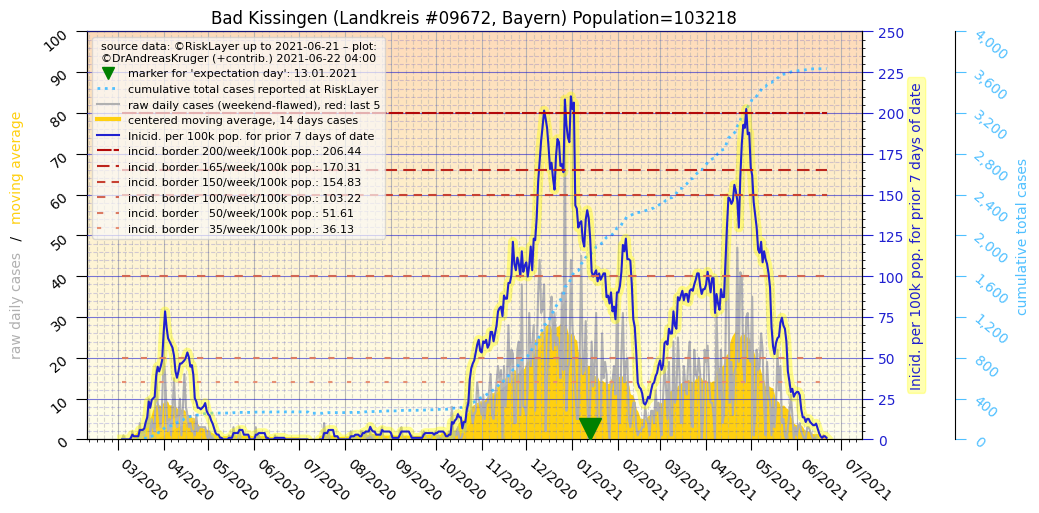 Bad Kissingen (Landkreis #09672, Bayern) Population=103218
source data: ©RiskLayer up to 2021-06-21 – plot:
©DrAndreasKruger (+contrib.) 2021-06-22 04:00
marker for 'expectation day': 13.01.2021
cumulative total cases reported at RiskLayer
raw daily cases (weekend-flawed), red: last 5
centered moving average, 14 days cases
Inicid. per 100k pop. for prior 7 days of date
incid. border 200/week/100k pop.: 206.44
incid. border 165/week/100k pop.: 170.31
incid. border 150/week/100k pop.: 154.83
incid. border 100/week/100k pop.: 103.22
incid. border   50/week/100k pop.: 51.61
incid. border   35/week/100k pop.: 36.13
raw daily cases  /  moving average
100
90
80
70
60
50
40
30
20
10
0
250
225
200
175
150
125
100
75
50
25
0
Inicid. per 100k pop. for prior 7 days of date
4,000
3,600
3,200
2,800
2,400
2,000
1,600
1,200
800
400
0
cumulative total cases
03/2020
04/2020
05/2020
06/2020
07/2020
08/2020
09/2020
10/2020
11/2020
12/2020
01/2021
02/2021
03/2021
04/2021
05/2021
06/2021
07/2021